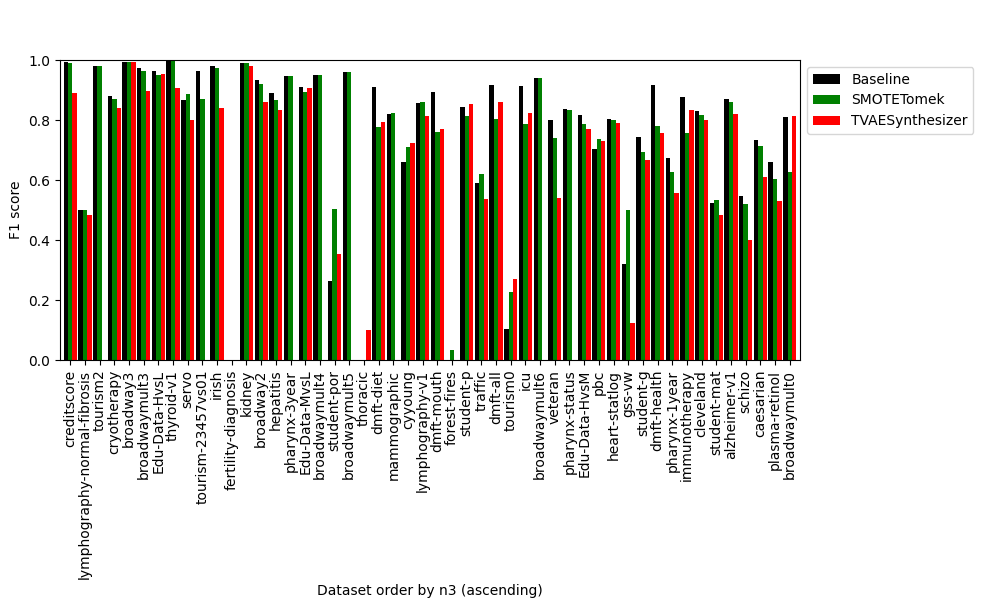 Baseline
SMOTETomek
TVAESynthesizer
F1 score
1.0
0.8
0.6
0.4
0.2
0.0
creditscore
lymphography-normal-fibrosis
tourism2
cryotherapy
broadway3
broadwaymult3
Edu-Data-HvsL
thyroid-v1
servo
tourism-23457vs01
irish
fertility-diagnosis
kidney
broadway2
hepatitis
pharynx-3year
Edu-Data-MvsL
broadwaymult4
student-por
broadwaymult5
thoracic
dmft-diet
mammographic
cyyoung
lymphography-v1
dmft-mouth
forest-fires
student-p
traffic
dmft-all
tourism0
icu
broadwaymult6
veteran
pharynx-status
Edu-Data-HvsM
pbc
heart-statlog
gss-vw
student-g
dmft-health
pharynx-1year
immunotherapy
cleveland
student-mat
alzheimer-v1
schizo
caesarian
plasma-retinol
broadwaymult0
Dataset order by n3 (ascending)